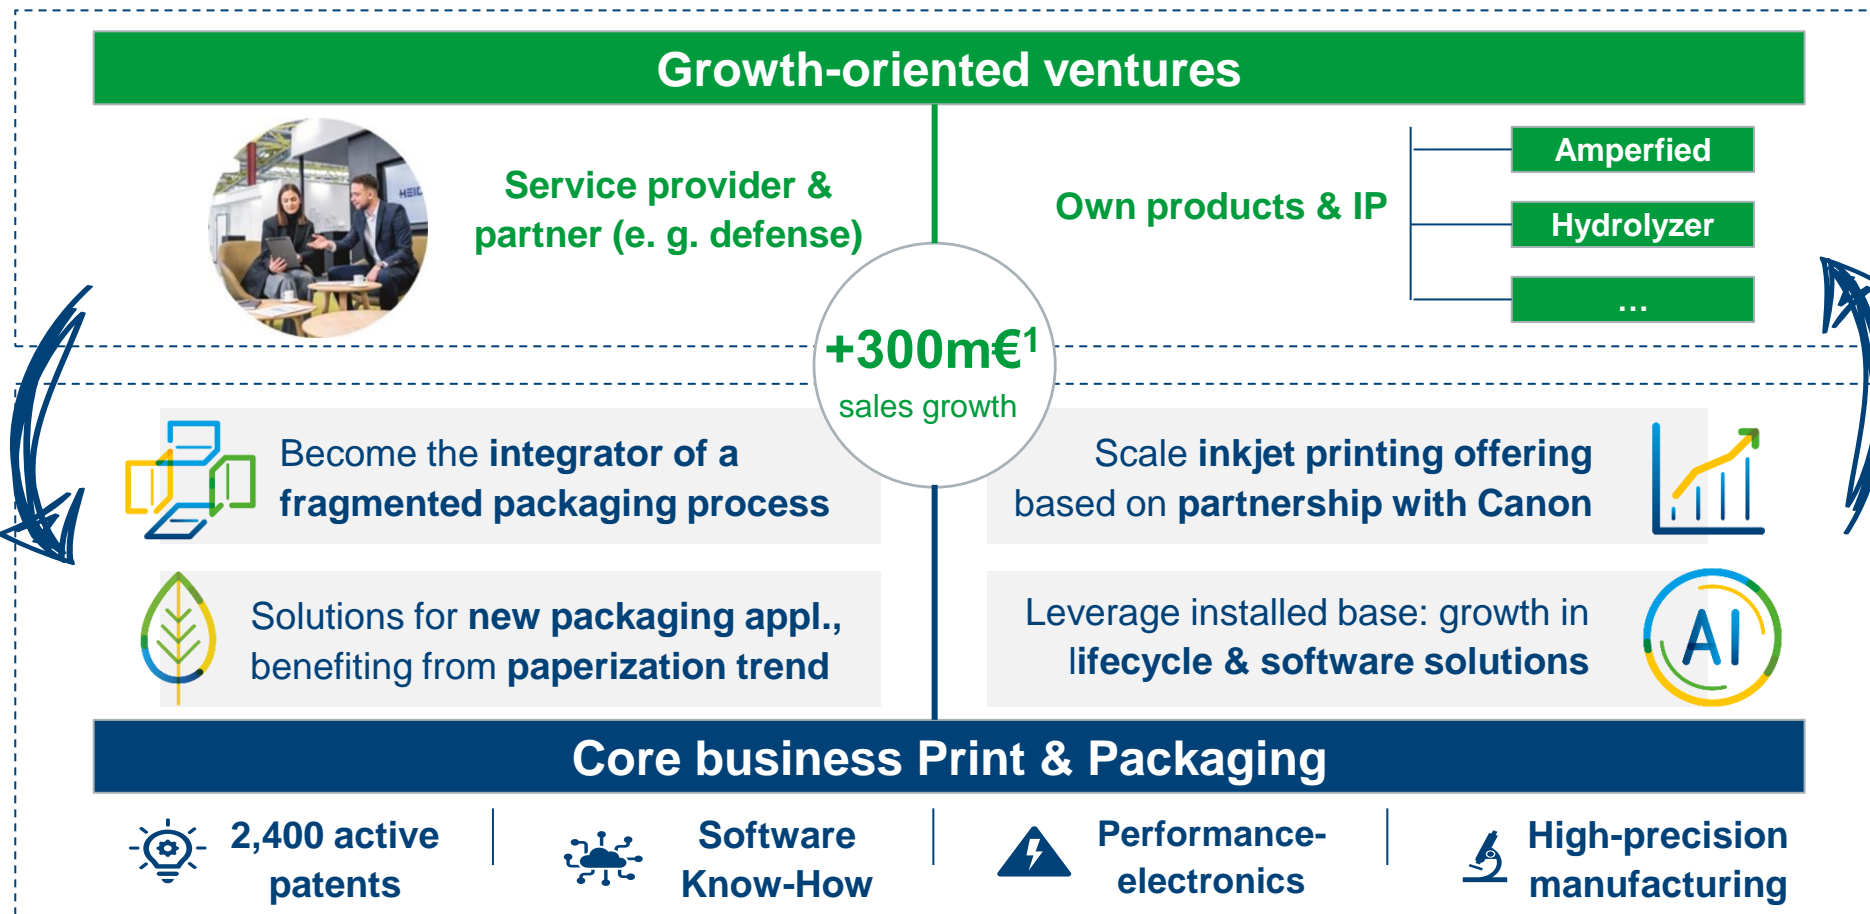 Growth-oriented ventures
Service provider &
partner (e. g. defense)
Own products & IP
Amperfied
Hydrolyzer
...
+300m€¹
sales growth
Become the integrator of a
fragmented packaging process
Scale inkjet printing offering
based on partnership with Canon
Solutions for new packaging appl.,
benefiting from paperization trend
Leverage installed base: growth in
lifecycle & software solutions
AI
Core business Print & Packaging
2,400 active
patents
Software
Know-How
Performance-
electronics
High-precision
manufacturing